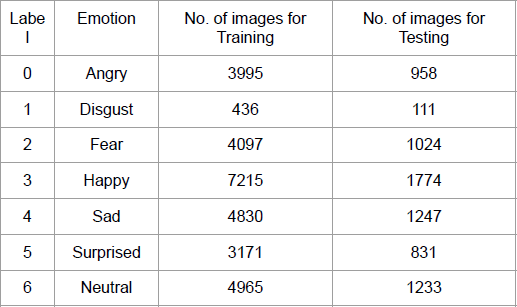 Labe Emotion No. of images for No. of images for
l Training Testing
0 Angry 3995 958
1 Disgust 436 111
2 Fear 4097 1024
3 Happy 7215 1774
4 Sad 4830 1247
5 Surprised 3171 831
6 Neutral 4965 1233